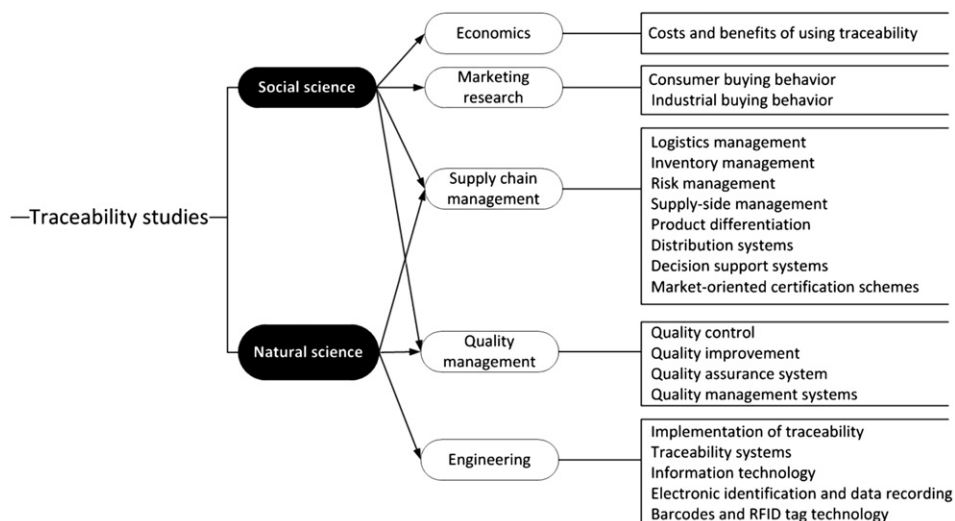 Traceability studies
Social science
Natural science
Economics
Marketing
research
Supply chain
management
Quality
management
Engineering
Costs and benefits of using traceability
Consumer buying behavior
Industrial buying behavior
Logistics management
Inventory management
Risk management
Supply-side management
Product differentiation
Distribution systems
Decision support systems
Market-oriented certification schemes
Quality control
Quality improvement
Quality assurance system
Quality management systems
Implementation of traceability
Traceability systems
Information technology
Electronic identification and data recording
Barcodes and RFID tag technology